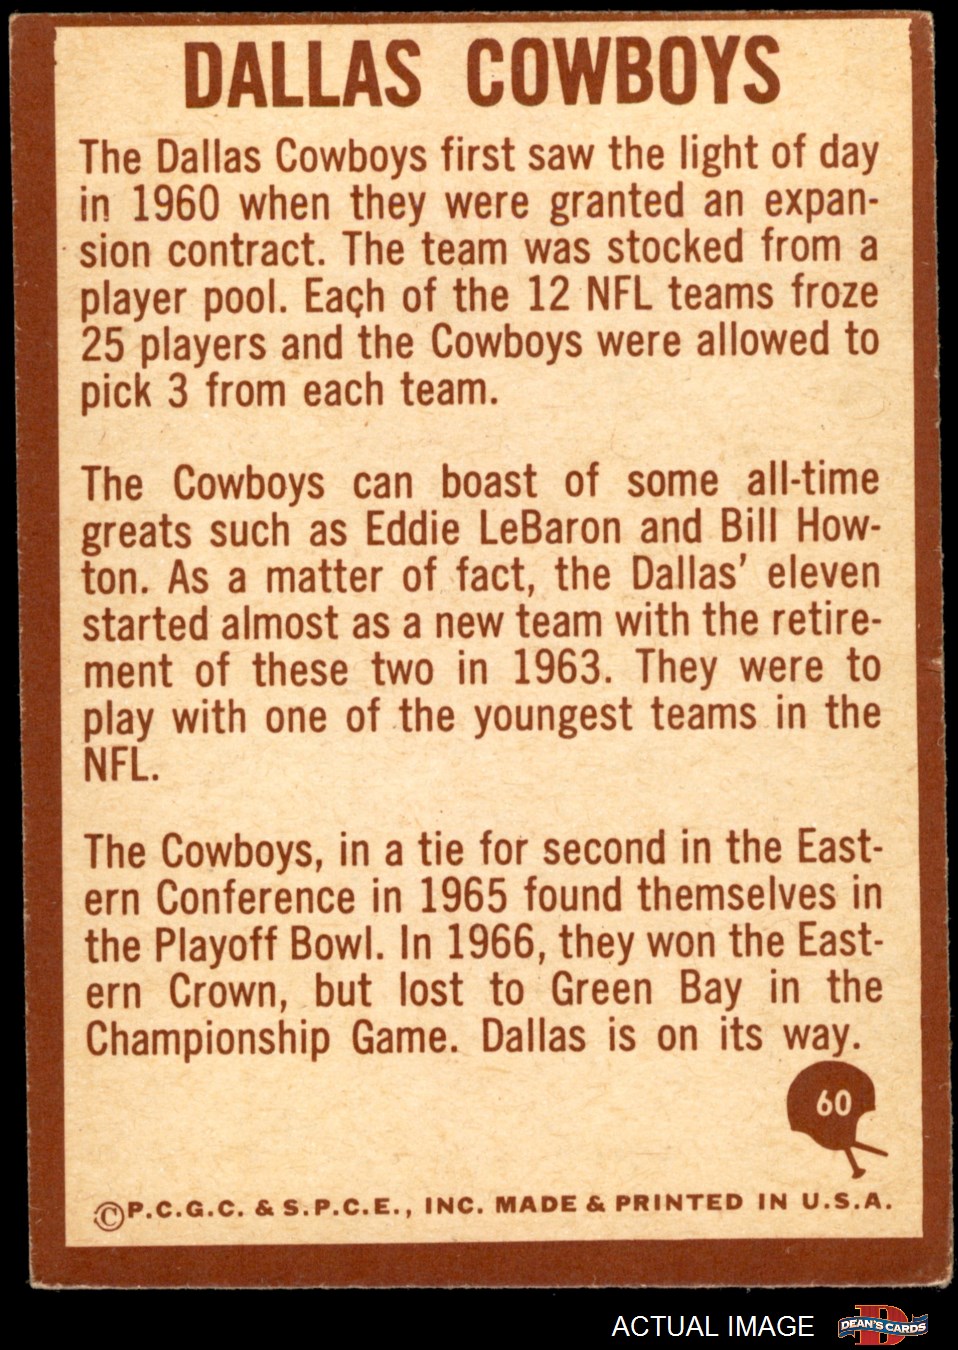 DALLAS COWBOYS
The Dallas Cowboys first saw the light of day
in 1960 when they were granted an expan-
sion contract. The team was stocked from a
player pool. Each of the 12 NFL teams froze
25 players and the Cowboys were allowed to
pick 3 from each team.
The Cowboys can boast of some all-time
greats such as Eddie LeBaron and Bill How-
ton. As a matter of fact, the Dallas' eleven
started almost as a new team with the retire-
ment of these two in 1963. They were to
play with one of the youngest teams in the
NFL.
The Cowboys, in a tie for second in the East-
ern Conference in 1965 found themselves in
the Playoff Bowl. In 1966, they won the East-
ern Crown, but lost to Green Bay in the
Championship Game. Dallas is on its way.
60
©P.C.G.C. & S.P.C.E., INC. MADE & PRINTED IN U.S.A.
ACTUAL IMAGE
D
DEAN'S CARDS